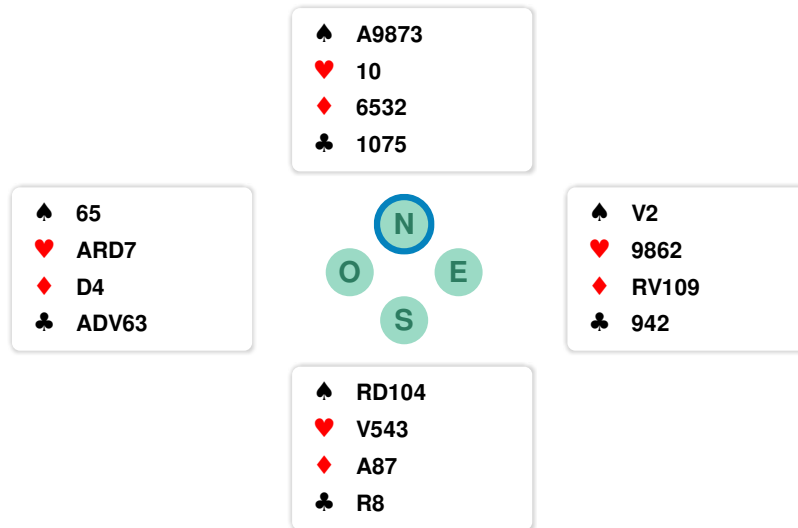 ♠ A9873
♥ 10
♦ 6532
♣ 1075
♠ 65
♥ ARD7
♦ D4
♣ ADV63
N
O E
S
♠ V2
♥ 9862
♦ RV109
♣ 942
♠ RD104
♥ V543
♦ A87
♣ R8